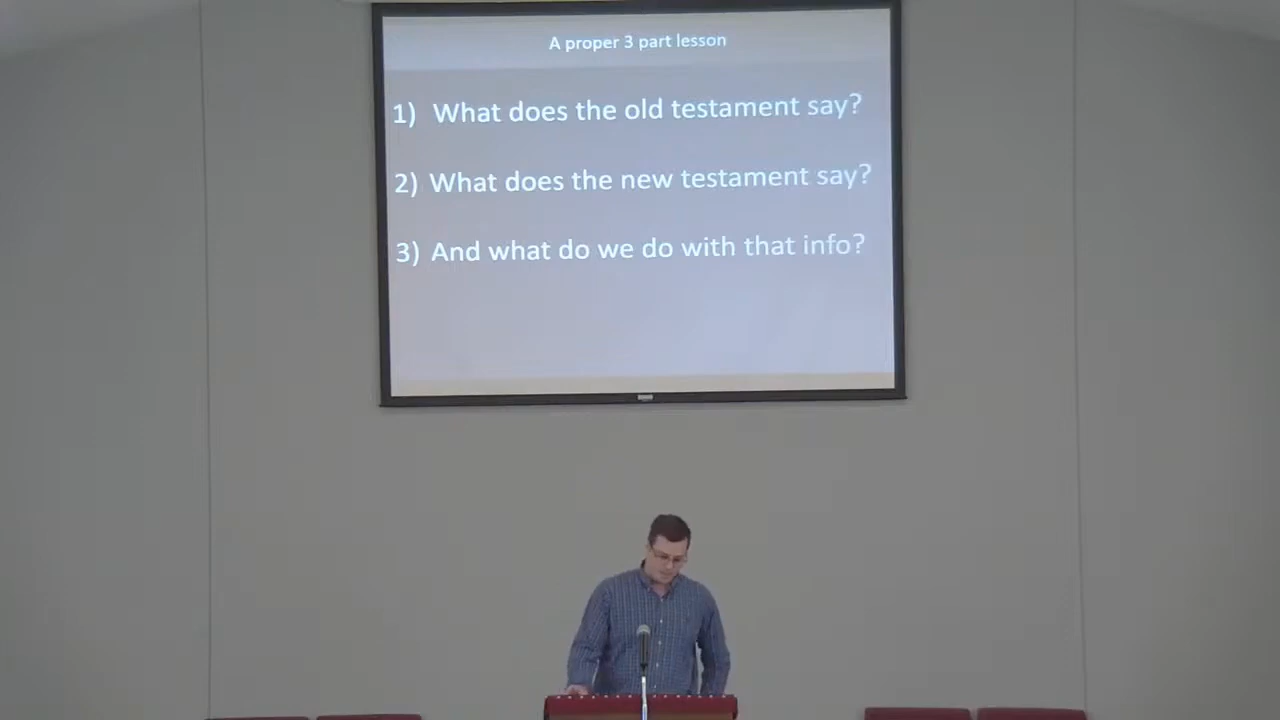 A proper 3 part lesson
1) What does the old testament say?
2) What does the new testament say?
3) And what do we do with that info?